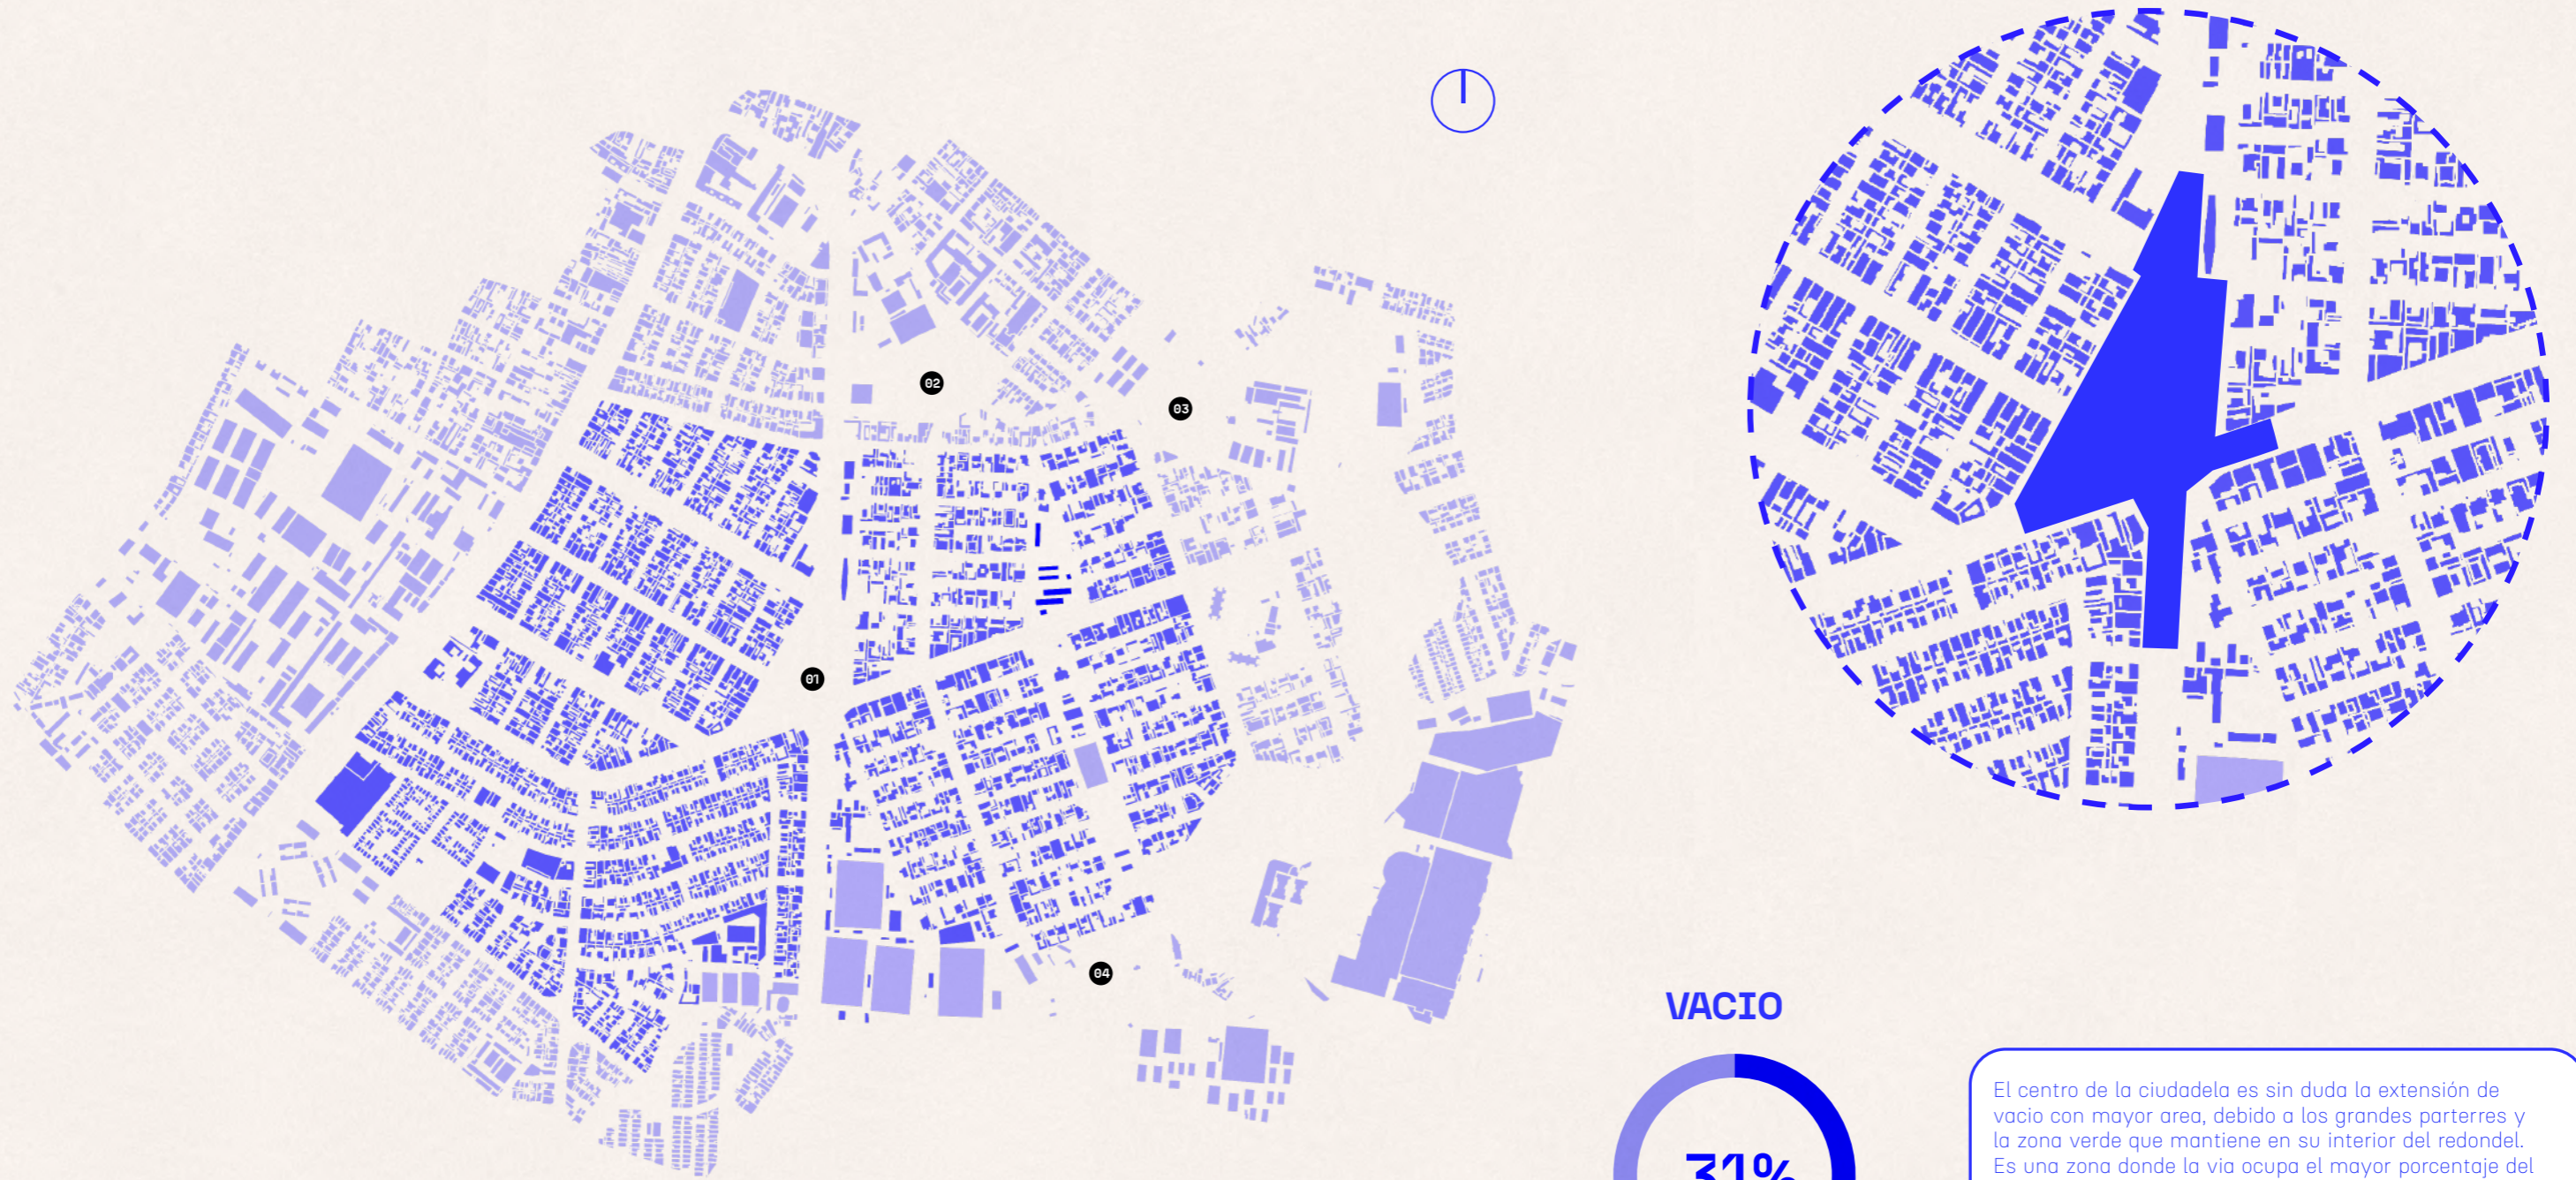 02
03
01
04
VACIO
31%
El centro de la ciudadela es sin duda la extensión de
vacio con mayor area, debido a los grandes parterres y
la zona verde que mantiene en su interior del redondel.
Es una zona donde la via ocupa el mayor porcentaje del